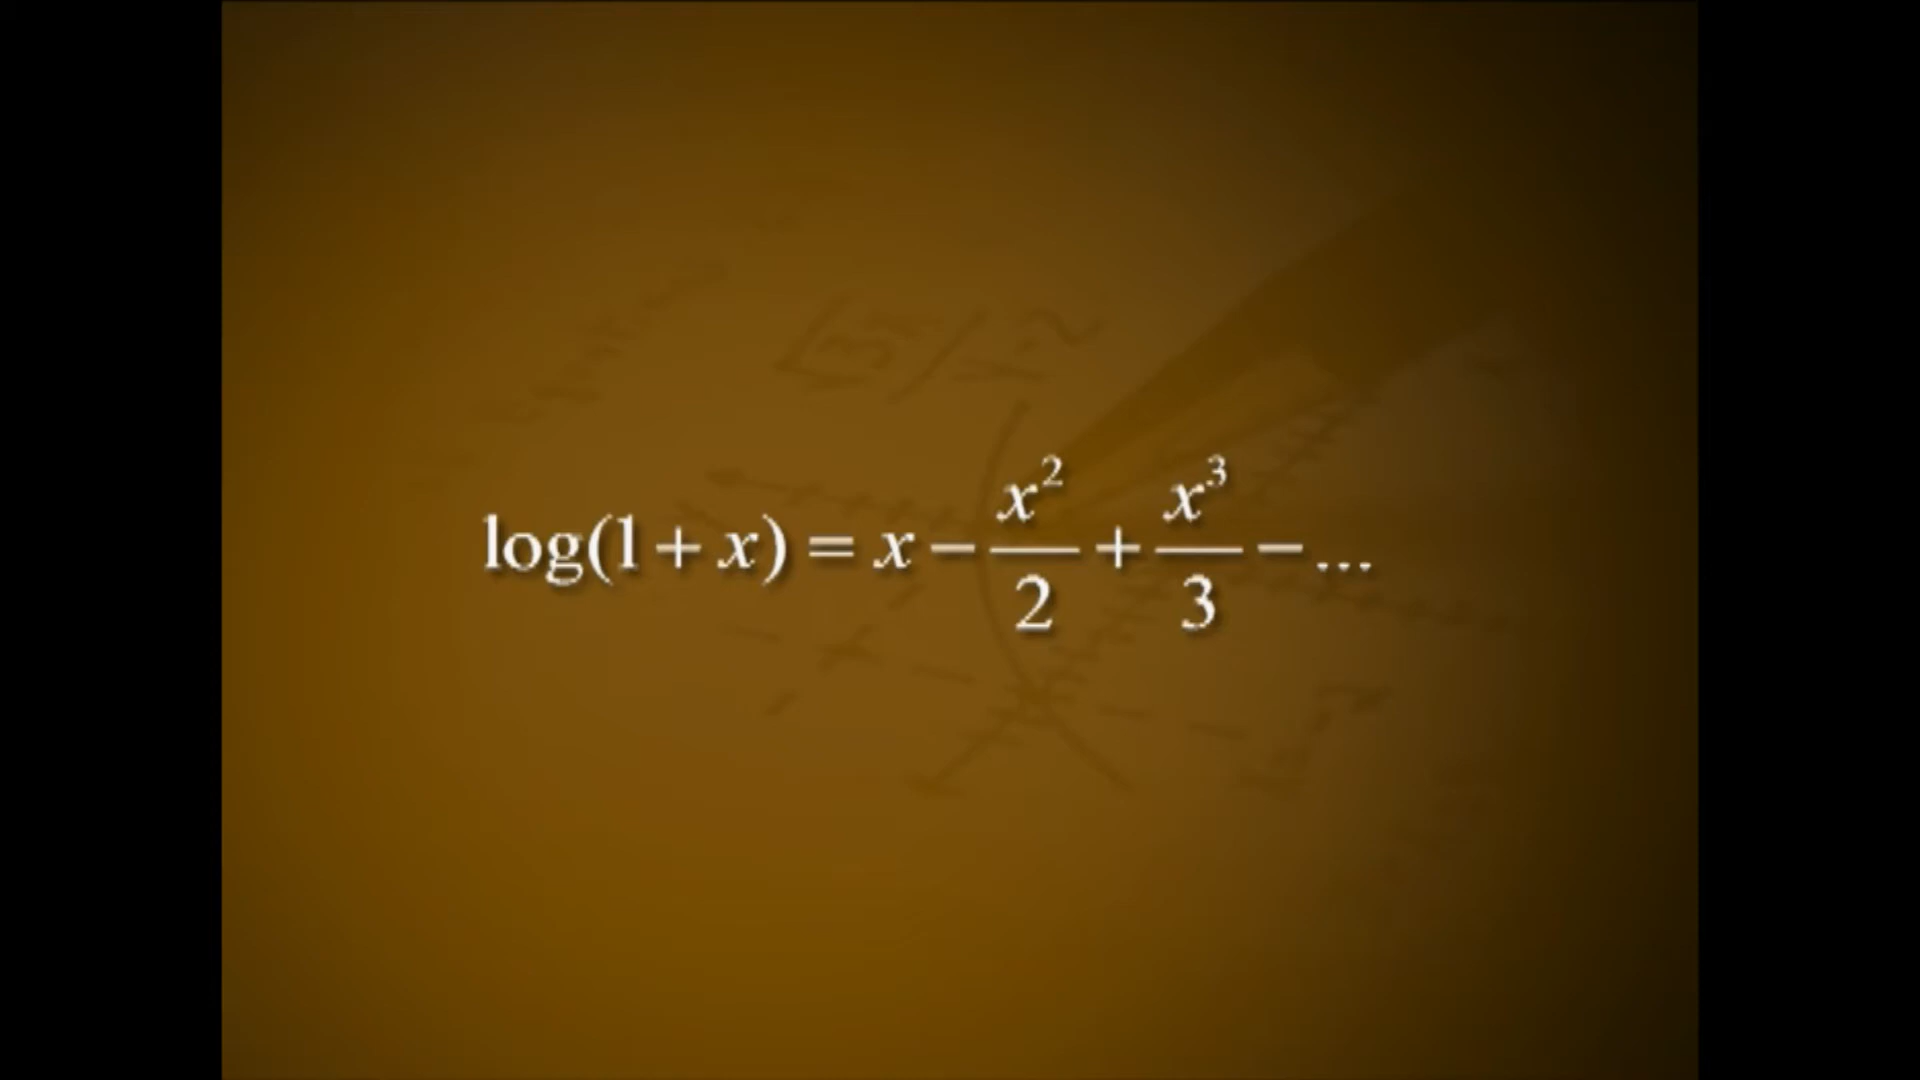 log(1 + x) = x − x²/2 + x³/3 − ...